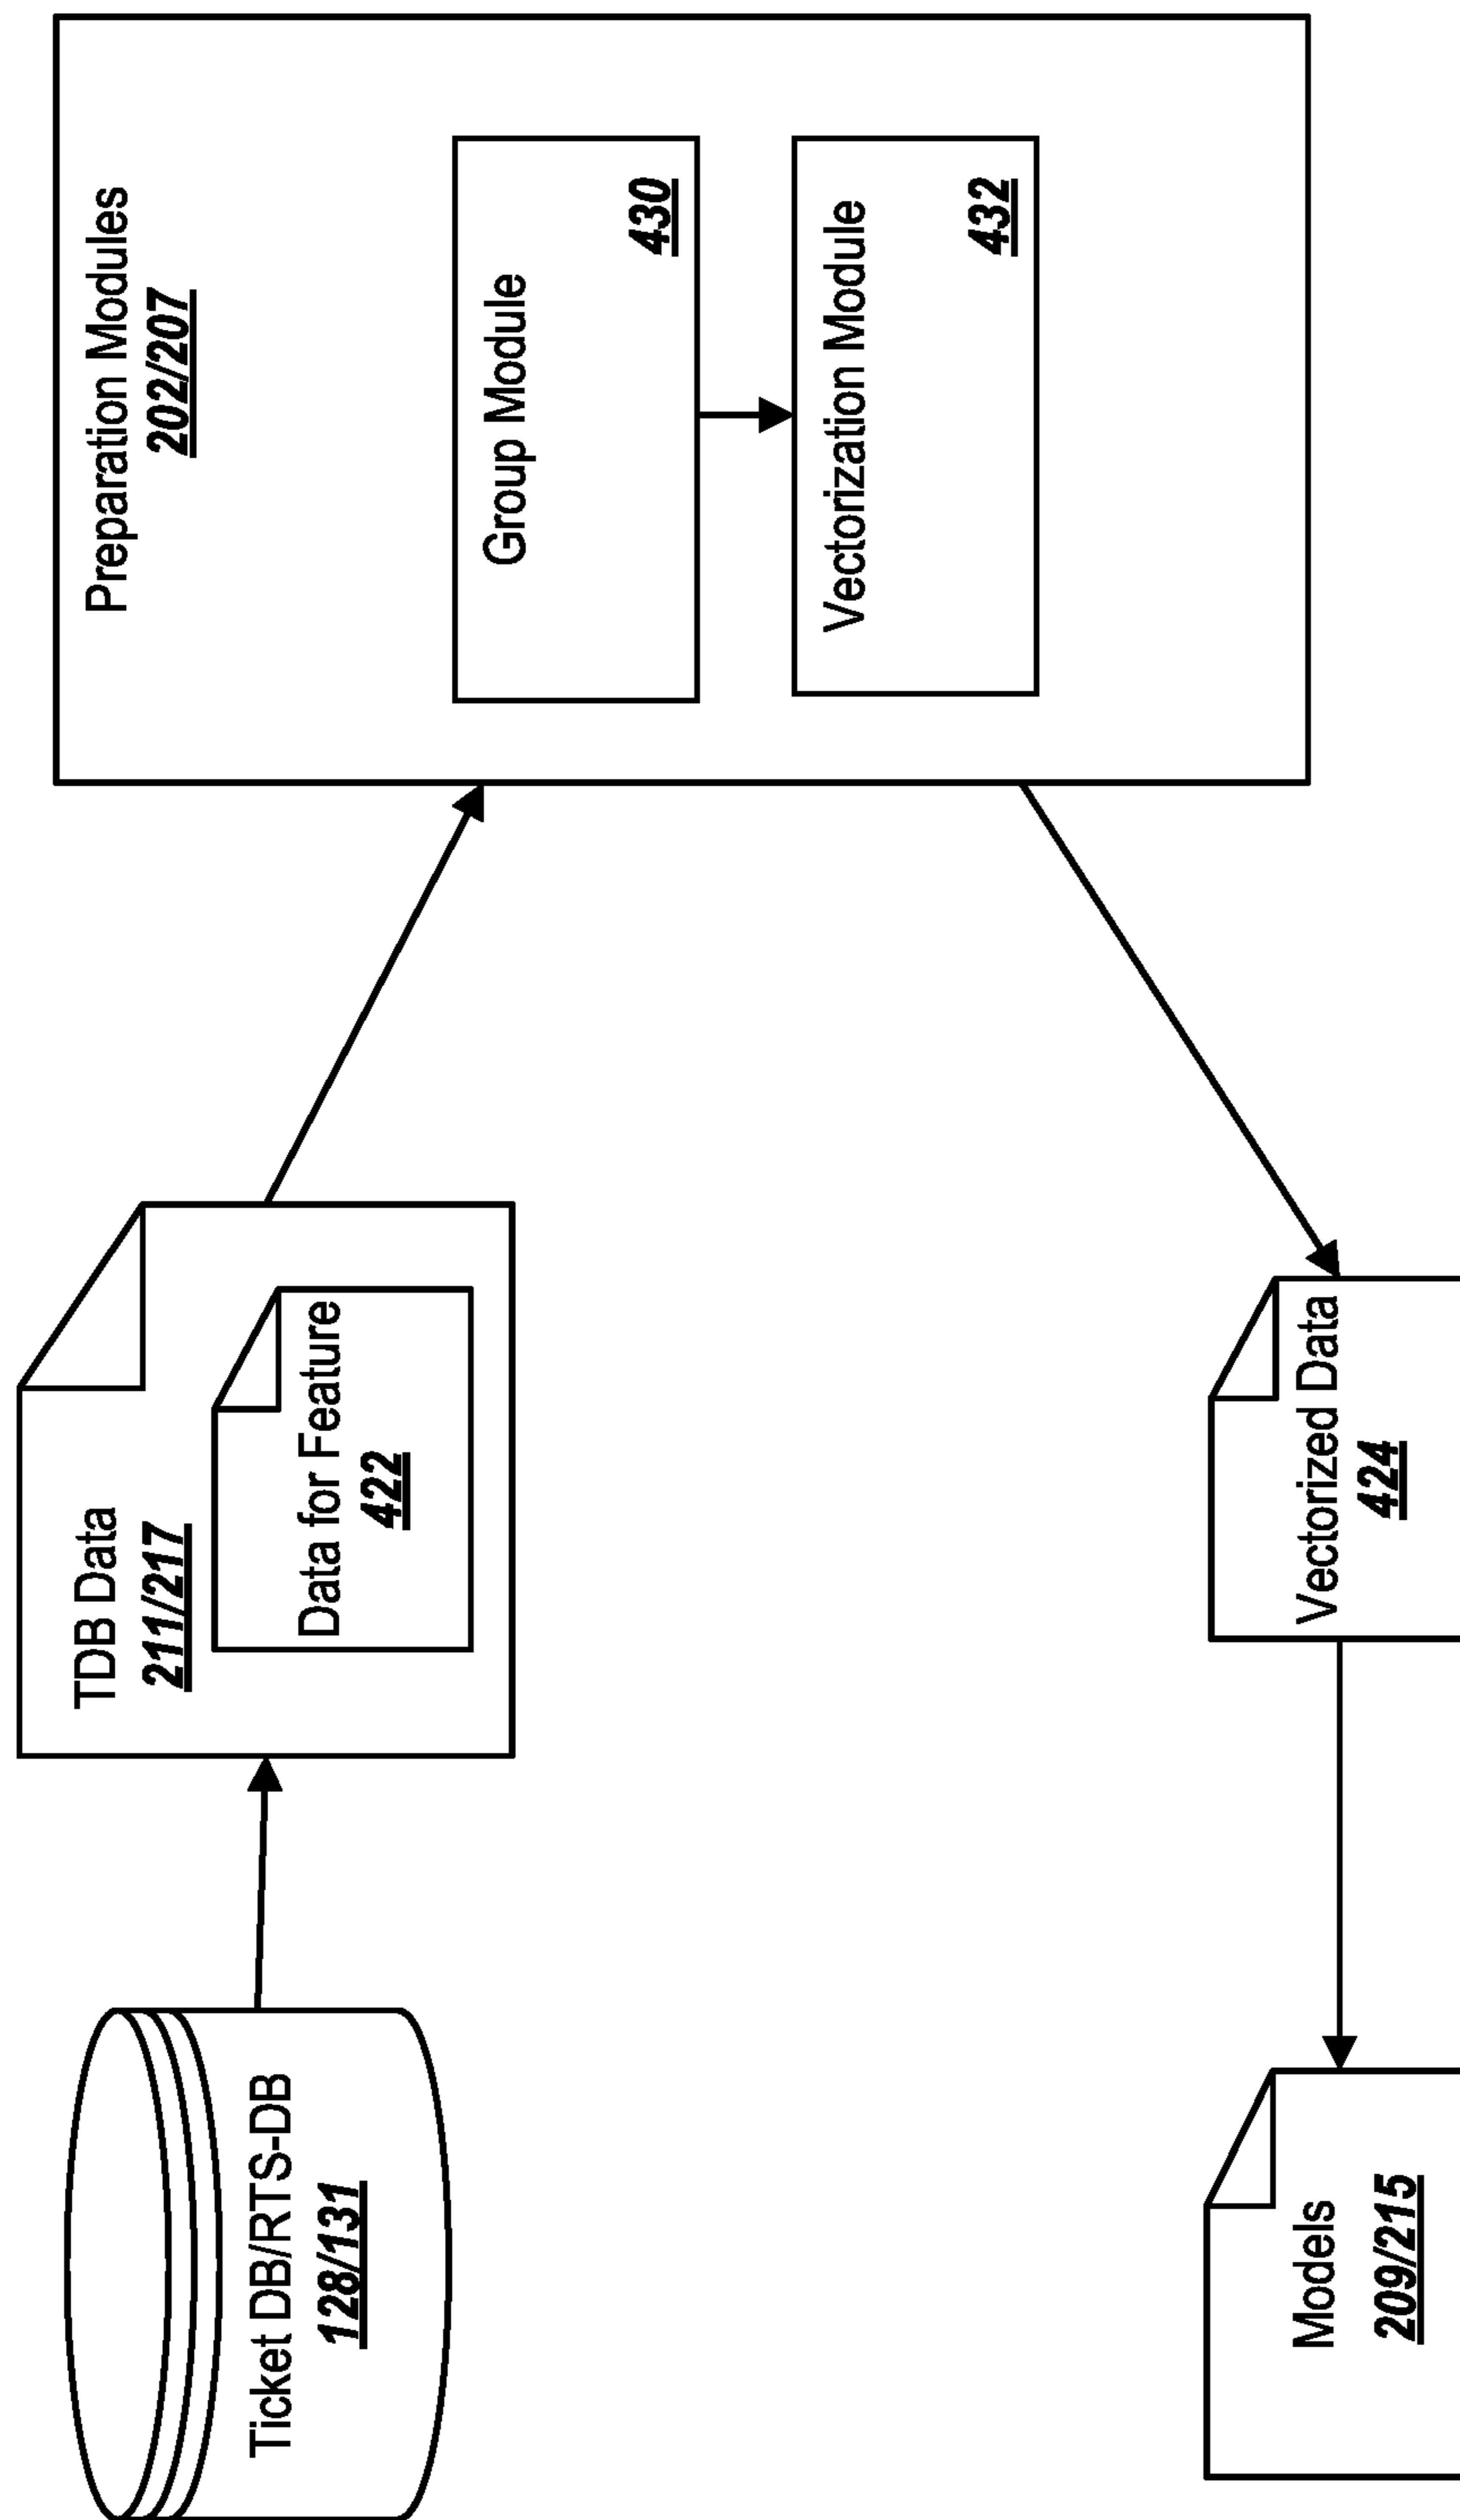 Ticket DB/RTS-DB
128/131
TDB Data
211/217
Data for Feature
422
Preparation Modules
202/207
Group Module
430
Vectorization Module
432
Vectorized Data
424
Models
209/215